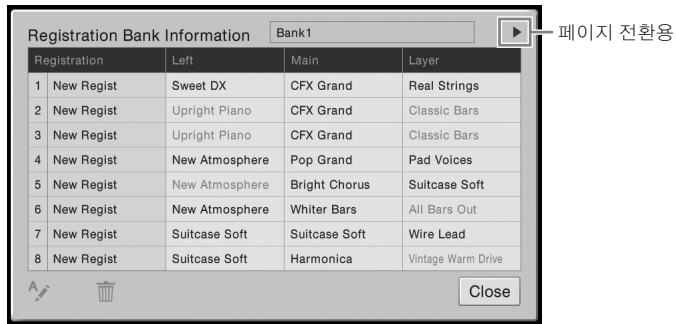 Registration Bank Information Bank1 ▶ 페이지 전환용
Registration Left Main Layer
1 New Regist Sweet DX CFX Grand Real Strings
2 New Regist Upright Piano CFX Grand Classic Bars
3 New Regist Upright Piano CFX Grand Classic Bars
4 New Regist New Atmosphere Pop Grand Pad Voices
5 New Regist New Atmosphere Bright Chorus Suitcase Soft
6 New Regist New Atmosphere Whiter Bars All Bars Out
7 New Regist Suitcase Soft Suitcase Soft Wire Lead
8 New Regist Suitcase Soft Harmonica Vintage Warm Drive
A Close